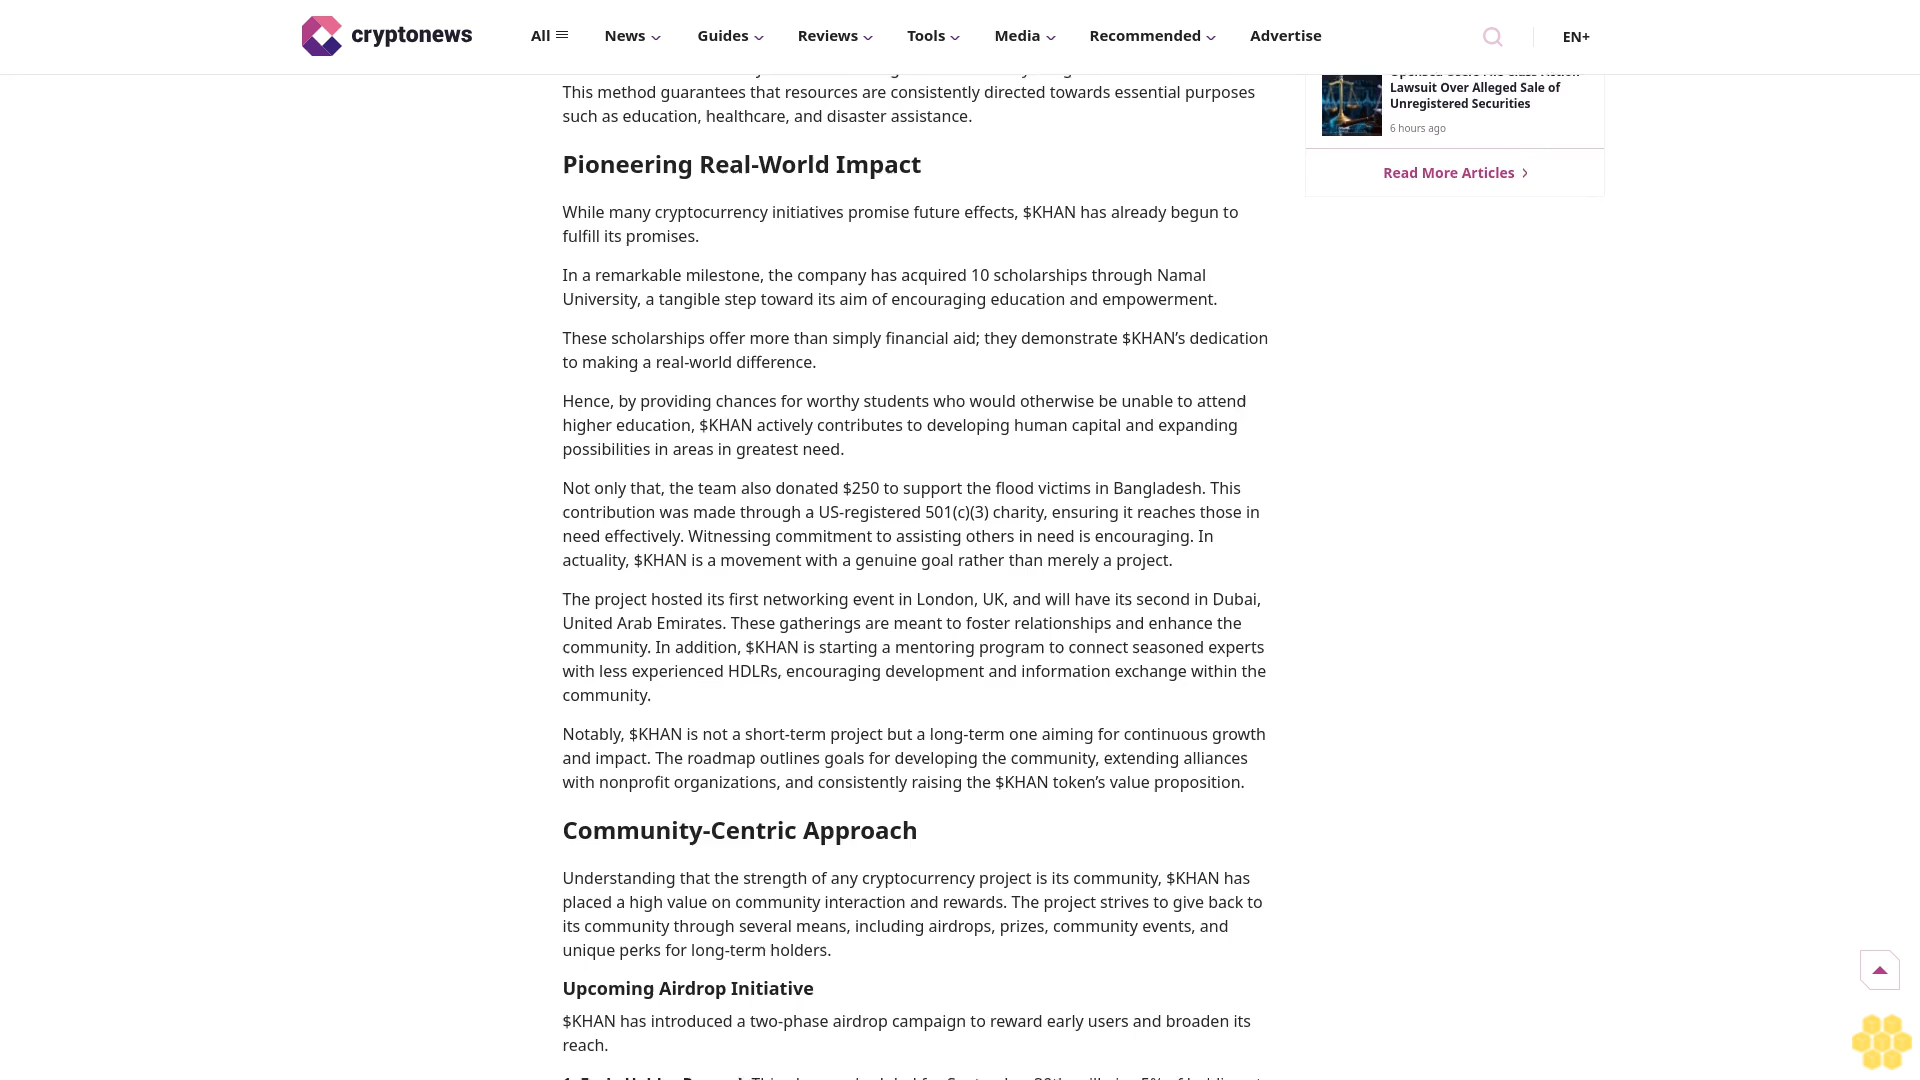 cryptonews
All
News
Guides
Reviews
Tools
Media
Recommended
Advertise
EN+
This method guarantees that resources are consistently directed towards essential purposes
such as education, healthcare, and disaster assistance.
Pioneering Real-World Impact
While many cryptocurrency initiatives promise future effects, $KHAN has already begun to
fulfill its promises.
In a remarkable milestone, the company has acquired 10 scholarships through Namal
University, a tangible step toward its aim of encouraging education and empowerment.
These scholarships offer more than simply financial aid; they demonstrate $KHAN’s dedication
to making a real-world difference.
Hence, by providing chances for worthy students who would otherwise be unable to attend
higher education, $KHAN actively contributes to developing human capital and expanding
possibilities in areas in greatest need.
Not only that, the team also donated $250 to support the flood victims in Bangladesh. This
contribution was made through a US-registered 501(c)(3) charity, ensuring it reaches those in
need effectively. Witnessing commitment to assisting others in need is encouraging. In
actuality, $KHAN is a movement with a genuine goal rather than merely a project.
The project hosted its first networking event in London, UK, and will have its second in Dubai,
United Arab Emirates. These gatherings are meant to foster relationships and enhance the
community. In addition, $KHAN is starting a mentoring program to connect seasoned experts
with less experienced HDLRs, encouraging development and information exchange within the
community.
Notably, $KHAN is not a short-term project but a long-term one aiming for continuous growth
and impact. The roadmap outlines goals for developing the community, extending alliances
with nonprofit organizations, and consistently raising the $KHAN token’s value proposition.
Community-Centric Approach
Understanding that the strength of any cryptocurrency project is its community, $KHAN has
placed a high value on community interaction and rewards. The project strives to give back to
its community through several means, including airdrops, prizes, community events, and
unique perks for long-term holders.
Upcoming Airdrop Initiative
$KHAN has introduced a two-phase airdrop campaign to reward early users and broaden its
reach.
Lawsuit Over Alleged Sale of
Unregistered Securities
6 hours ago
Read More Articles